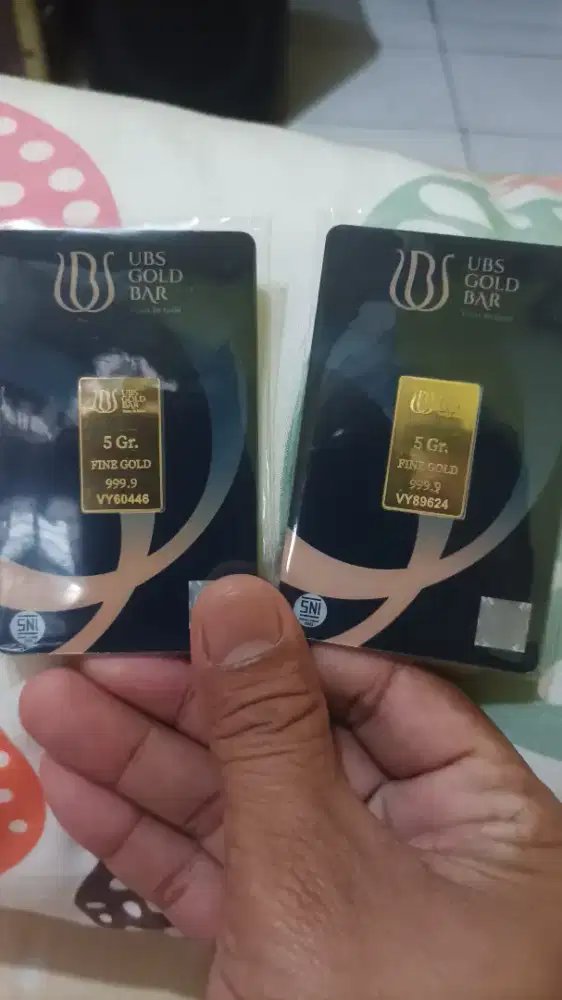 UBS
GOLD
BAR
UBS
GOLD
BAR
5 Gr.
FINE GOLD
999.9
VY60446
SNI
UBS
GOLD
BAR
5 Gr.
FINE GOLD
999.9
VY89624
SNI